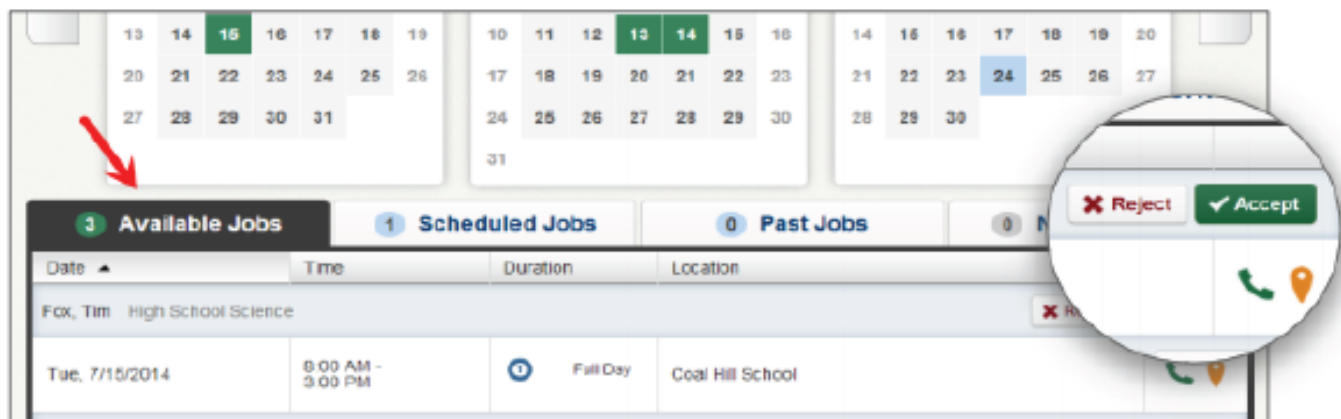 13 14 15 16 17 18 19 10 11 12 13 14 15 16 14 15 16 17 18 19 20
20 21 22 23 24 25 26 17 18 19 20 21 22 23 21 22 23 24 25 26 27
27 28 29 30 31 24 25 26 27 28 29 30 28 29 30
31
Reject Accept
3 Available Jobs 1 Scheduled Jobs 0 Past Jobs 0 N
Date Time Duration Location
Fox, Tim High School Science
Tue, 7/15/2014 8:00 AM - 3:00 PM Full Day Coal Hill School